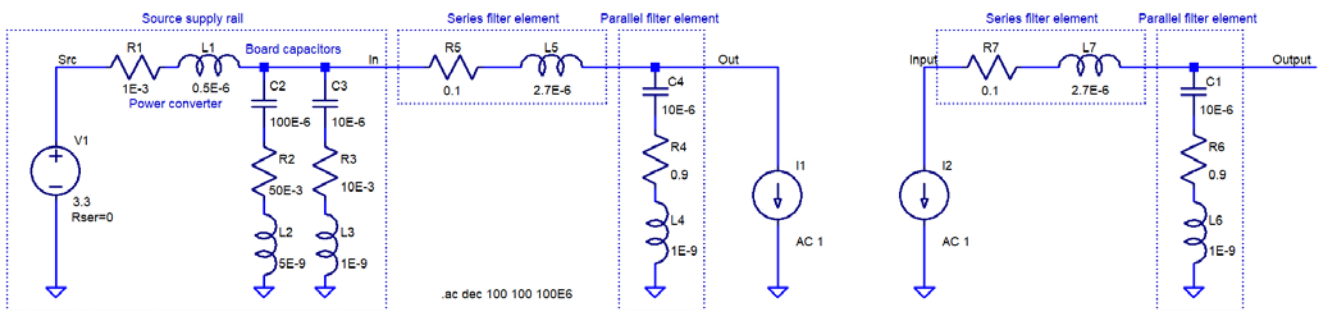 Source supply rail
Series filter element
Parallel filter element
Series filter element
Parallel filter element
Src
R1
1E-3
L1
0.5E-6
Power converter
Board capacitors
In
R5
0.1
L5
2.7E-6
Out
Input
R7
0.1
L7
2.7E-6
Output
C2
100E-6
C3
10E-6
C4
10E-6
C1
10E-6
V1
3.3
Rser=0
R2
50E-3
R3
10E-3
R4
0.9
I1
AC 1
I2
AC 1
R6
0.9
L2
5E-9
L3
1E-9
L4
1E-9
L6
1E-9
.ac dec 100 100 100E6